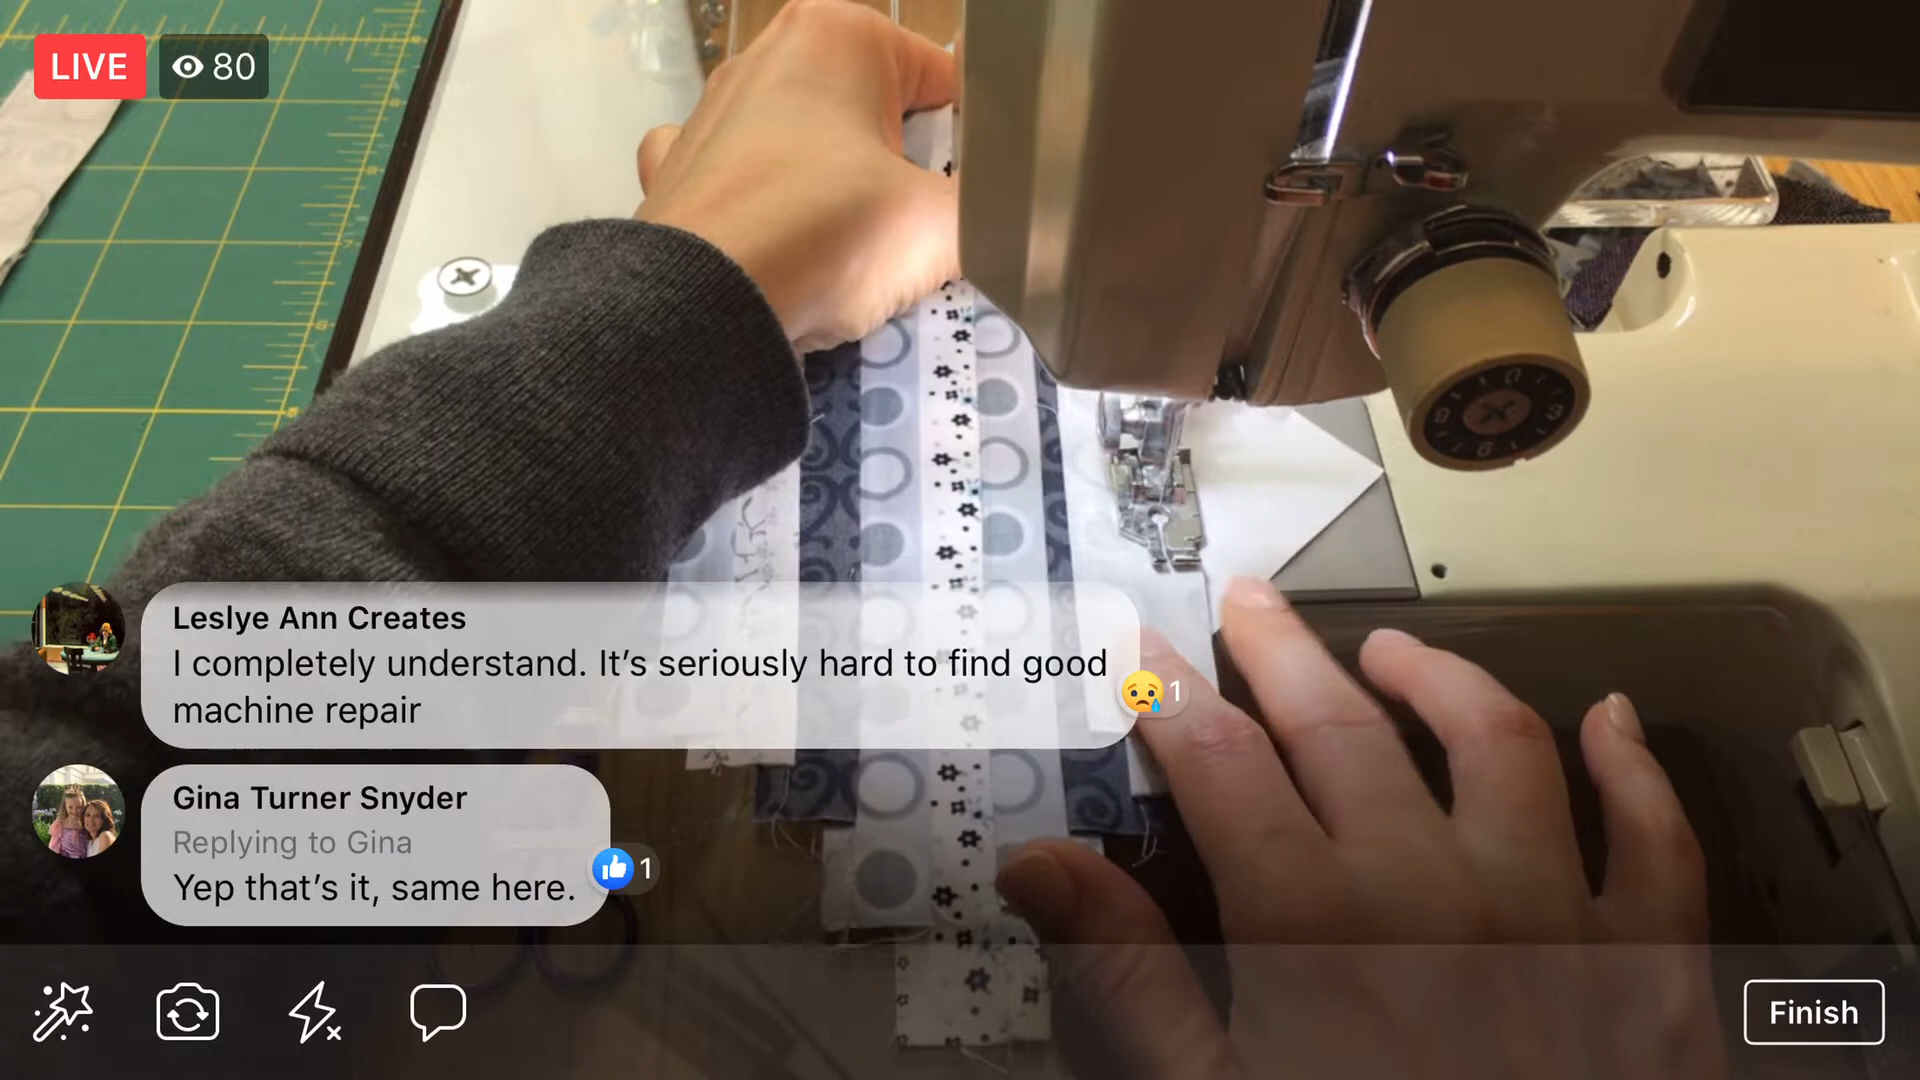 LIVE
80
Leslye Ann Creates
I completely understand. It’s seriously hard to find good
machine repair
1
Gina Turner Snyder
Replying to Gina
Yep that’s it, same here.
1
Finish